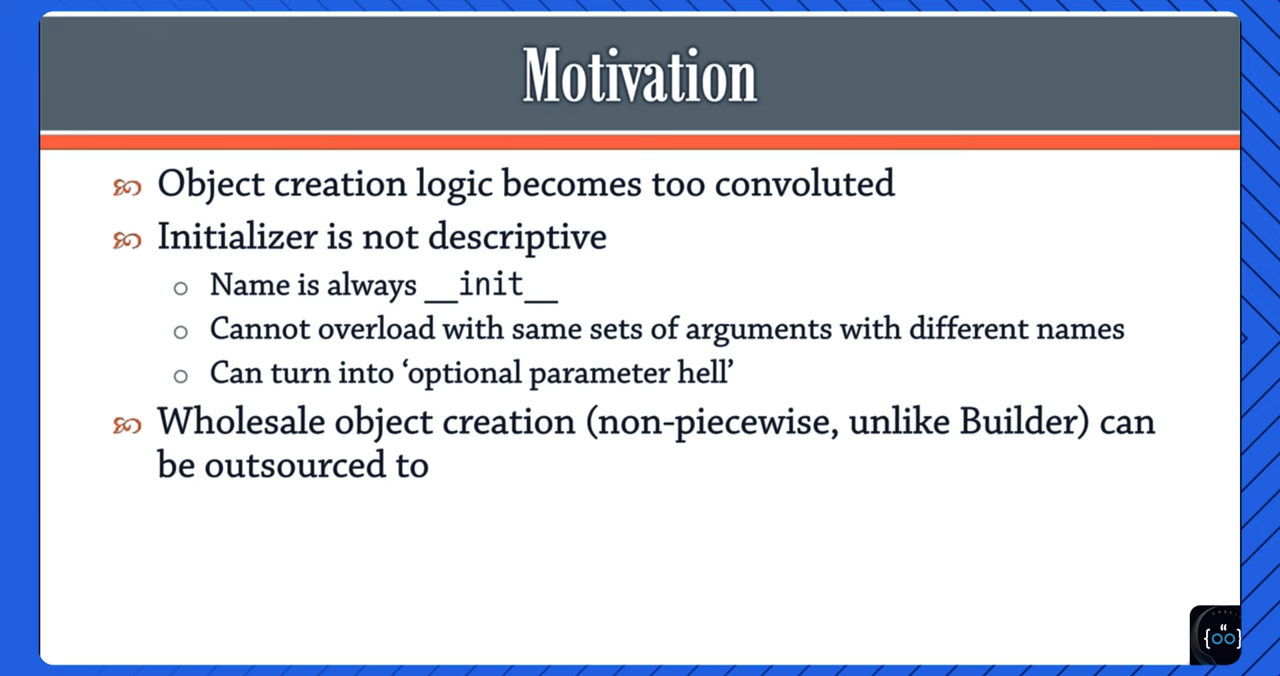 Motivation
Object creation logic becomes too convoluted
Initializer is not descriptive
Name is always __init__
Cannot overload with same sets of arguments with different names
Can turn into ‘optional parameter hell’
Wholesale object creation (non-piecewise, unlike Builder) can
be outsourced to